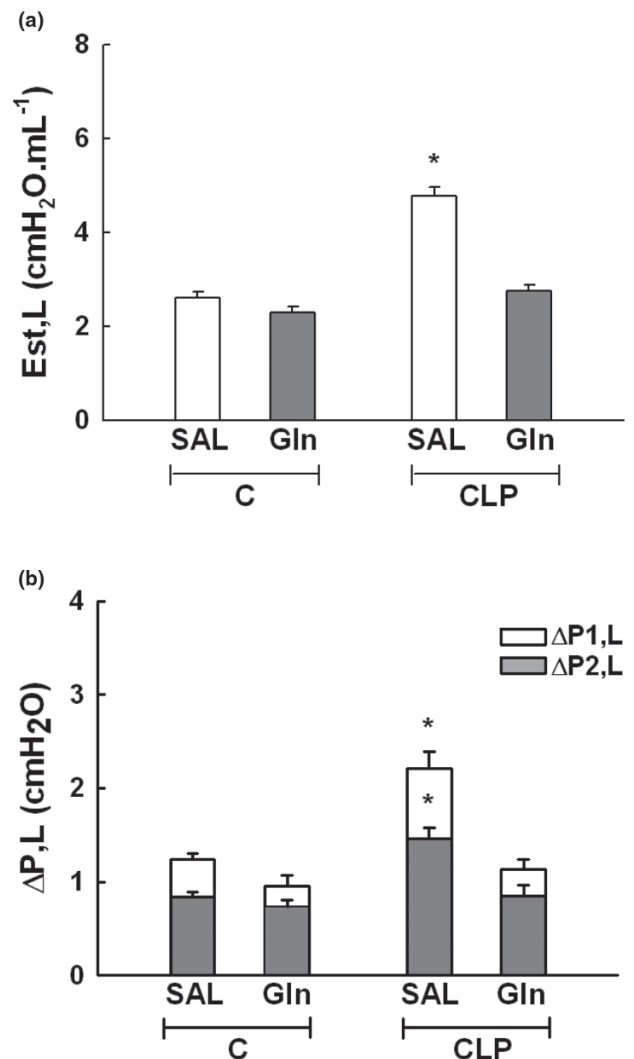 (a)
8
6
4
2
0
Est,L (cmH₂O.mL⁻¹)
*
SAL Gln SAL Gln
C CLP
(b)
4
3
2
1
0
ΔP,L (cmH2O)
ΔP1,L
ΔP2,L
*
*
SAL Gln SAL Gln
C CLP